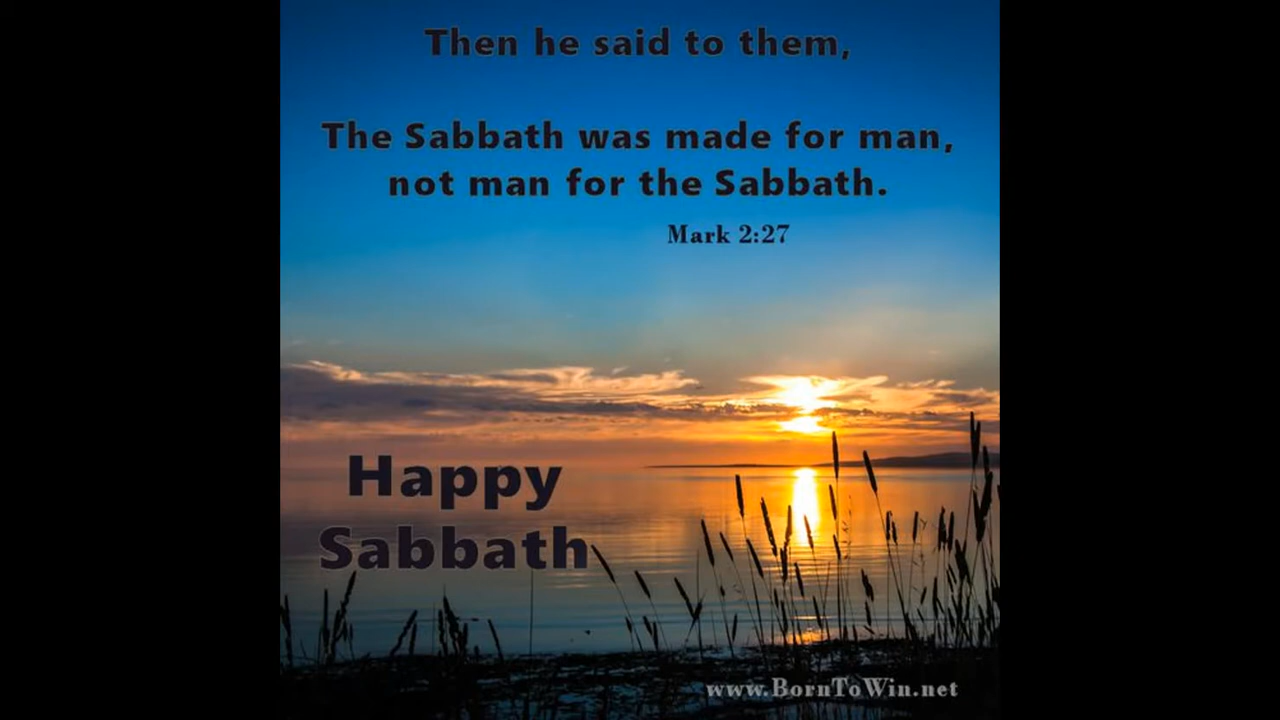 Then he said to them,
The Sabbath was made for man,
not man for the Sabbath.
Mark 2:27
Happy
Sabbath
www.BornToWin.net